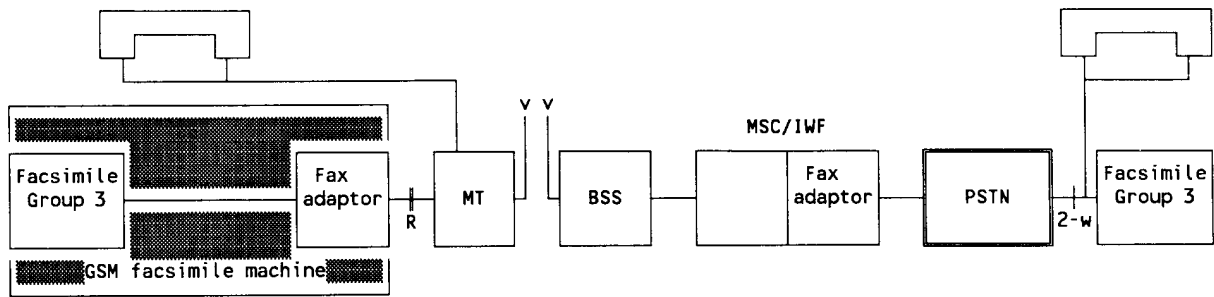 MSC/IWF
Facsimile
Group 3
Fax
adaptor
R
MT
BSS
Fax
adaptor
PSTN
2-w
Facsimile
Group 3
GSM facsimile machine